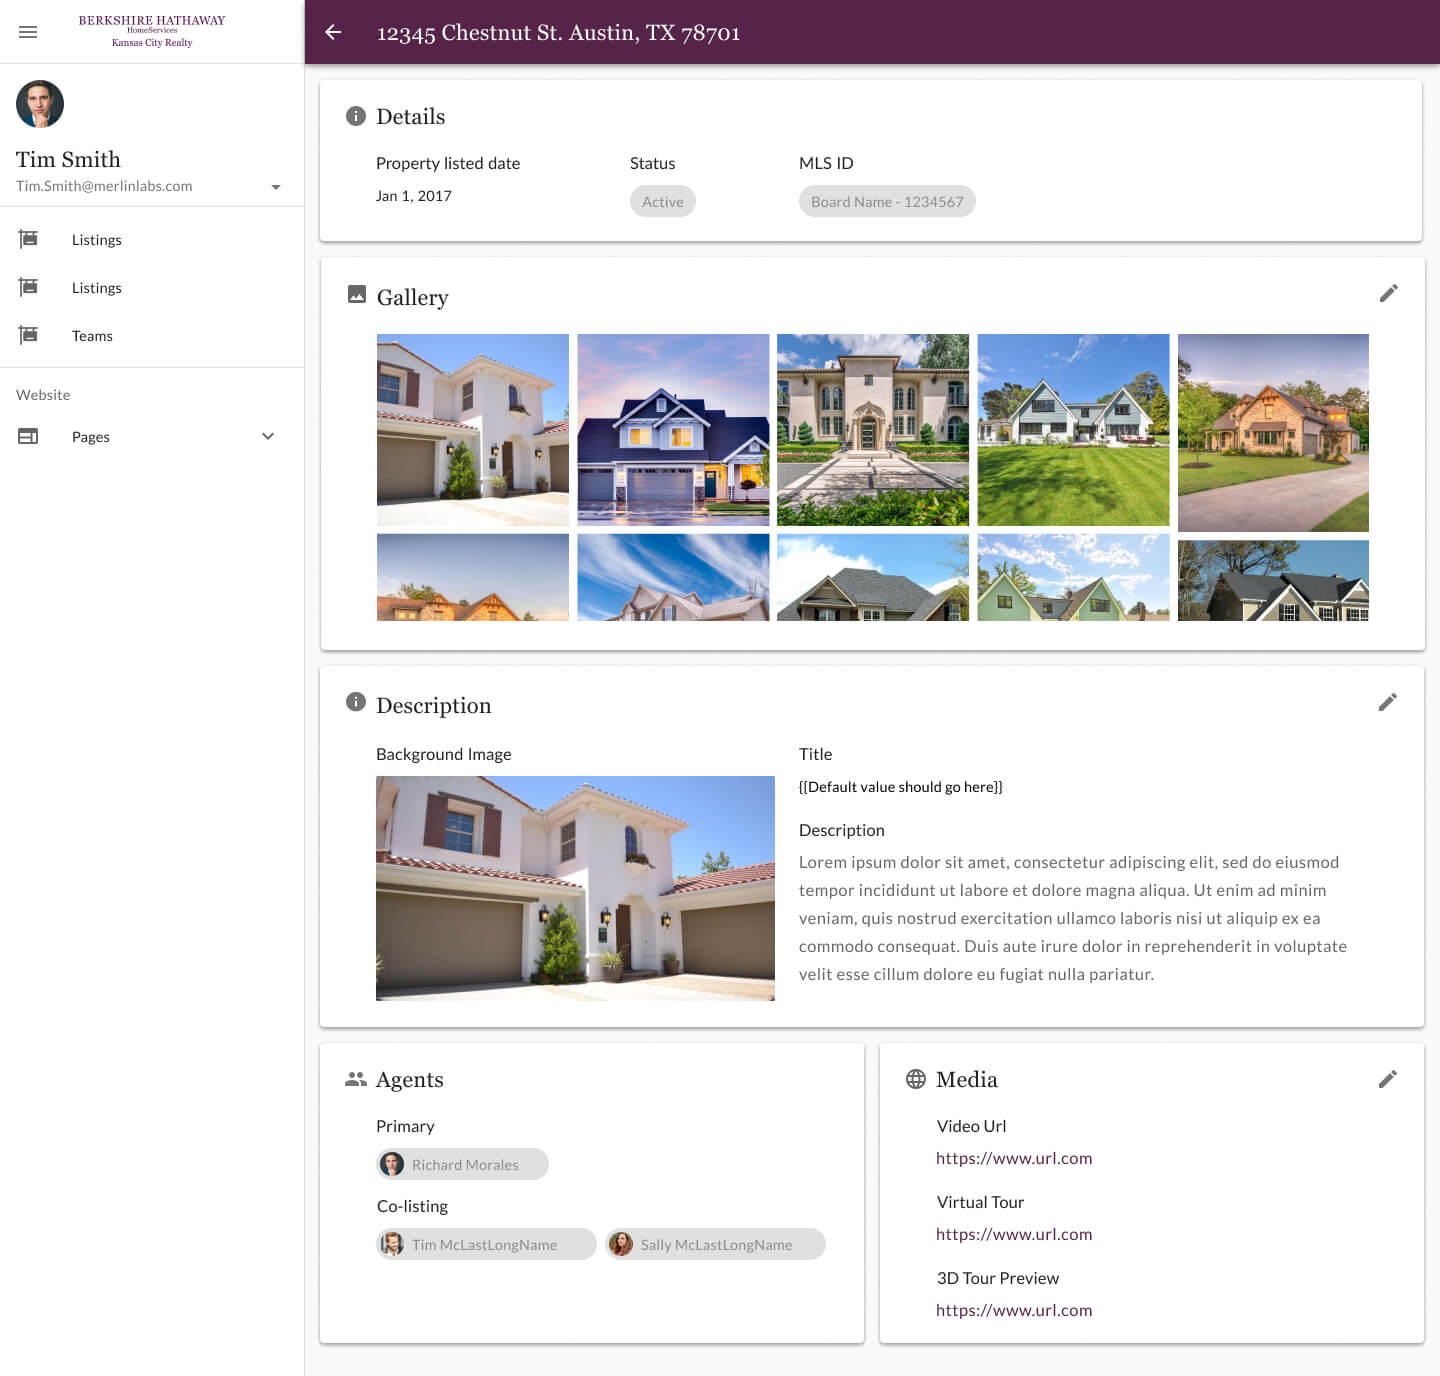 BERKSHIRE HATHAWAY
HomeServices
Kansas City Realty
12345 Chestnut St. Austin, TX 78701
Tim Smith
Tim.Smith@merlinlabs.com
Listings
Listings
Teams
Website
Pages
Details
Property listed date
Jan 1, 2017
Status
Active
MLS ID
Board Name - 1234567
Gallery
Description
Background Image
Title
{{Default value should go here}}
Description
Lorem ipsum dolor sit amet, consectetur adipiscing elit, sed do eiusmod
tempor incididunt ut labore et dolore magna aliqua. Ut enim ad minim
veniam, quis nostrud exercitation ullamco laboris nisi ut aliquip ex ea
commodo consequat. Duis aute irure dolor in reprehenderit in voluptate
velit esse cillum dolore eu fugiat nulla pariatur.
Agents
Primary
Richard Morales
Co-listing
Tim McLastLongName
Sally McLastLongName
Media
Video Url
https://www.url.com
Virtual Tour
https://www.url.com
3D Tour Preview
https://www.url.com